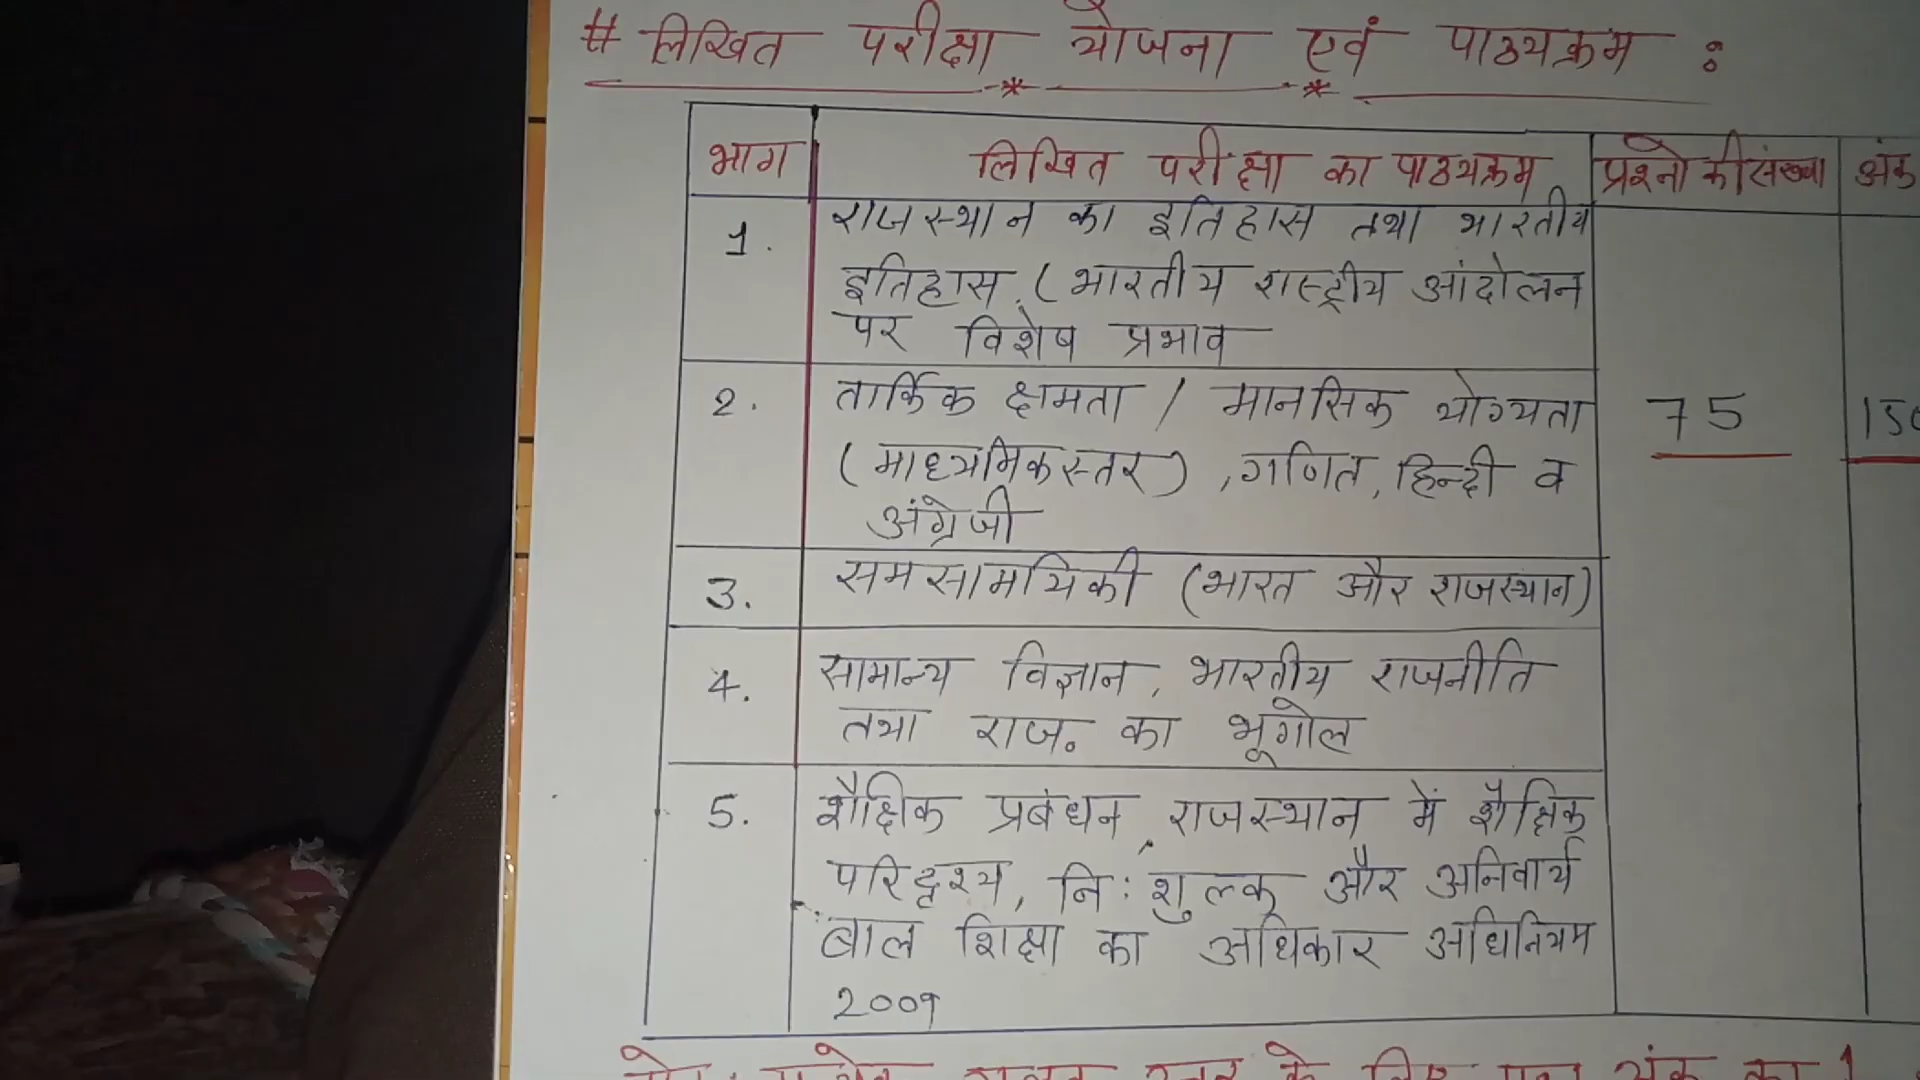 # लिखित परीक्षा योजना एवं पाठ्यक्रम :
भाग लिखित परीक्षा का पाठ्यक्रम प्रश्नो की संख्या अंक
1. राजस्थान का इतिहास तथा भारतीय
इतिहास, (भारतीय राष्ट्रीय आंदोलन
पर विशेष प्रभाव
2. तार्किक क्षमता / मानसिक योग्यता
75
(माध्यमिक स्तर), गणित, हिन्दी व
अंग्रेजी
3. समसामयिकी (भारत और राजस्थान)
4. सामान्य विज्ञान, भारतीय राजनीति
तथा राज. का भूगोल
5. शैक्षिक प्रबंधन, राजस्थान में शैक्षिक
परिदृश्य, नि:शुल्क और अनिवार्य
बाल शिक्षा का अधिकार अधिनियम
2009